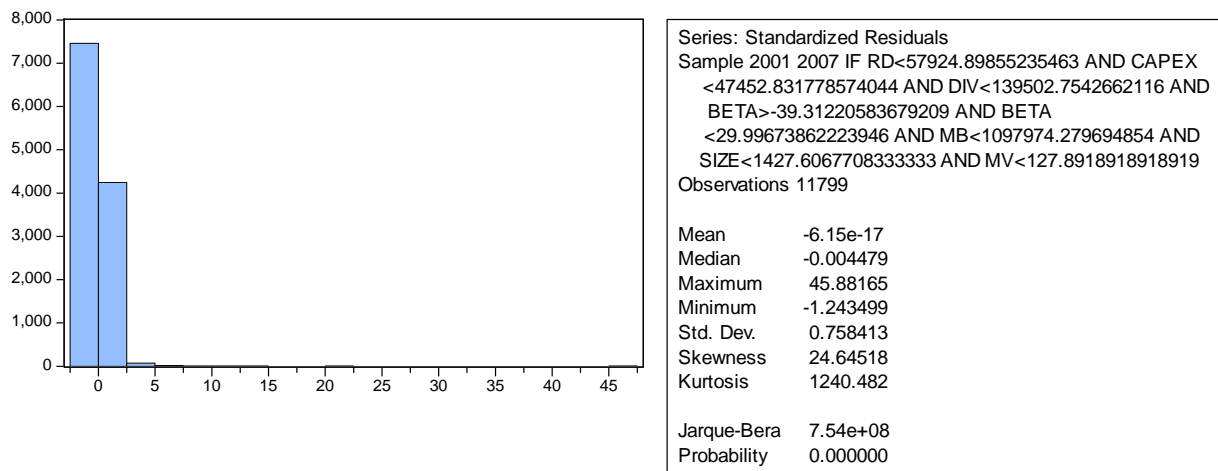 8,000
7,000
6,000
5,000
4,000
3,000
2,000
1,000
0
0 5 10 15 20 25 30 35 40 45
Series: Standardized Residuals
Sample 2001 2007 IF RD<57924.89855235463 AND CAPEX
<47452.831778574044 AND DIV<139502.7542662116 AND
BETA>-39.31220583679209 AND BETA
<29.99673862223946 AND MB<1097974.279694854 AND
SIZE<1427.6067708333333 AND MV<127.8918918918919
Observations 11799
Mean -6.15e-17
Median -0.004479
Maximum 45.88165
Minimum -1.243499
Std. Dev. 0.758413
Skewness 24.64518
Kurtosis 1240.482
Jarque-Bera 7.54e+08
Probability 0.000000